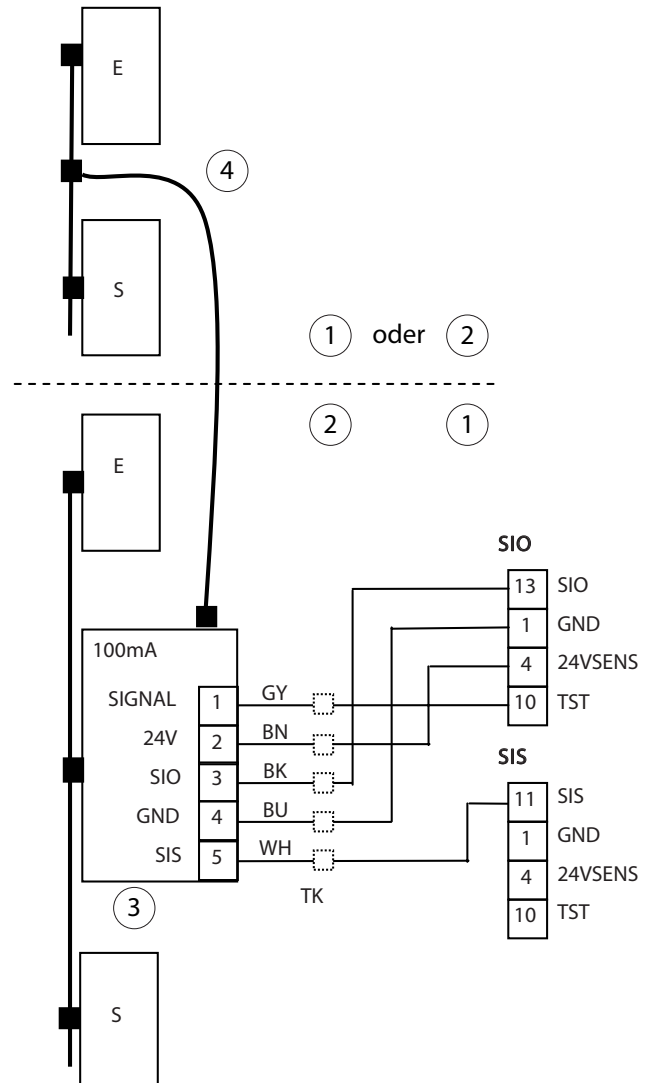 E
4
S
1 oder 2
2 1
E
SIO
13 SIO
1 GND
4 24VSENS
10 TST
100mA
SIGNAL 1 GY
24V 2 BN
SIO 3 BK
GND 4 BU
SIS 5 WH
TK
SIS
11 SIS
1 GND
4 24VSENS
10 TST
3
S